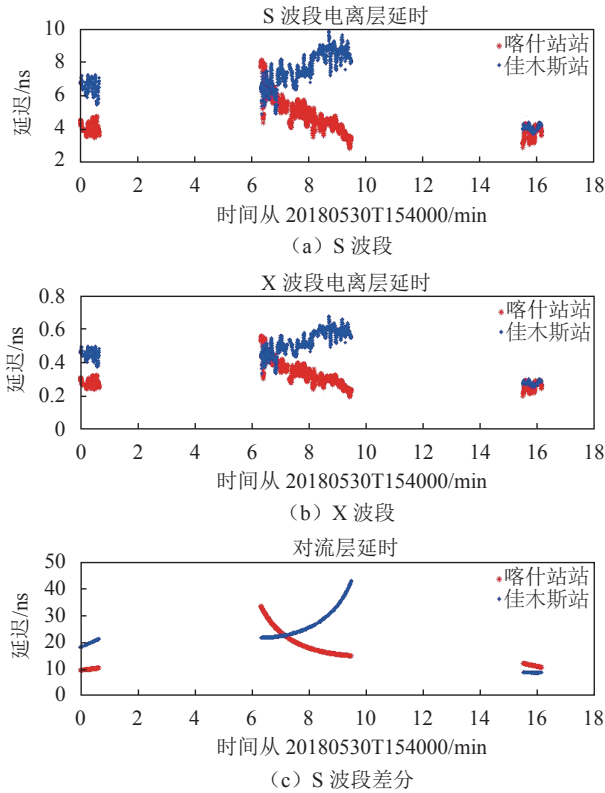 S 波段电离层延时
10
8
6
4
2
延迟/ns
喀什站站
佳木斯站
0 2 4 6 8 10 12 14 16 18
时间从 20180530T154000/min
（a）S 波段
X 波段电离层延时
0.8
0.6
0.4
0.2
0
延迟/ns
喀什站站
佳木斯站
0 2 4 6 8 10 12 14 16 18
时间从 20180530T154000/min
（b）X 波段
对流层延时
50
40
30
20
10
0
延迟/ns
喀什站站
佳木斯站
0 2 4 6 8 10 12 14 16 18
时间从 20180530T154000/min
（c）S 波段差分